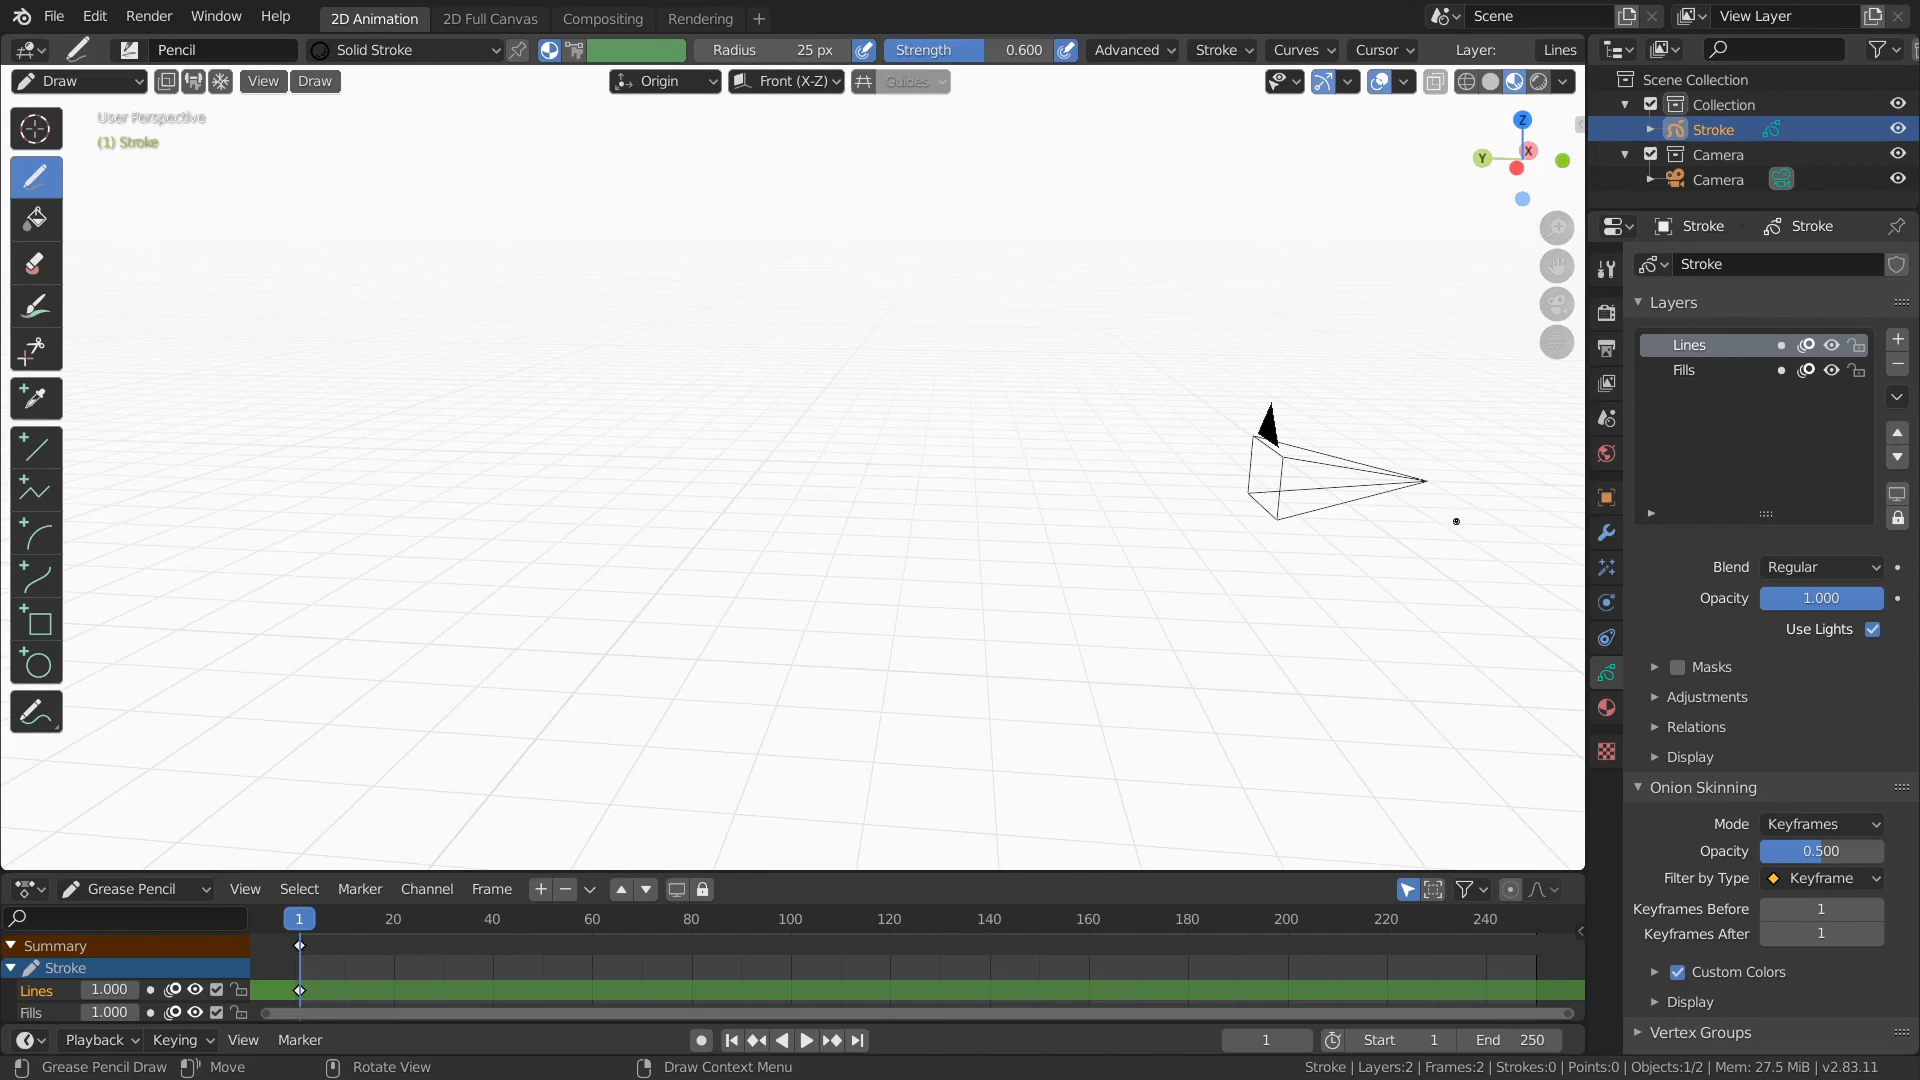 File Edit Render Window Help 2D Animation 2D Full Canvas Compositing Rendering + Scene View Layer
Pencil Solid Stroke Radius 25 px Strength 0.600 Advanced Stroke Curves Cursor Layer: Lines
Draw View Draw Origin Front (X-Z) Guides
User Perspective
(1) Stroke
Z
Y
X
Scene Collection
Collection
Stroke
Camera
Camera
Stroke Stroke
Stroke
Layers
Lines
Fills
Blend Regular
Opacity 1.000
Use Lights
Masks
Adjustments
Relations
Display
Onion Skinning
Mode Keyframes
Opacity 0.500
Filter by Type Keyframe
Keyframes Before 1
Keyframes After 1
Custom Colors
Display
Vertex Groups
Grease Pencil View Select Marker Channel Frame
1 20 40 60 80 100 120 140 160 180 200 220 240
Summary
Stroke
Lines 1.000
Fills 1.000
Playback Keying View Marker 1 Start 1 End 250
Grease Pencil Draw Move Rotate View Draw Context Menu Stroke | Layers:2 | Frames:2 | Strokes:0 | Points:0 | Objects:1/2 | Mem: 27.5 MiB | v2.83.11